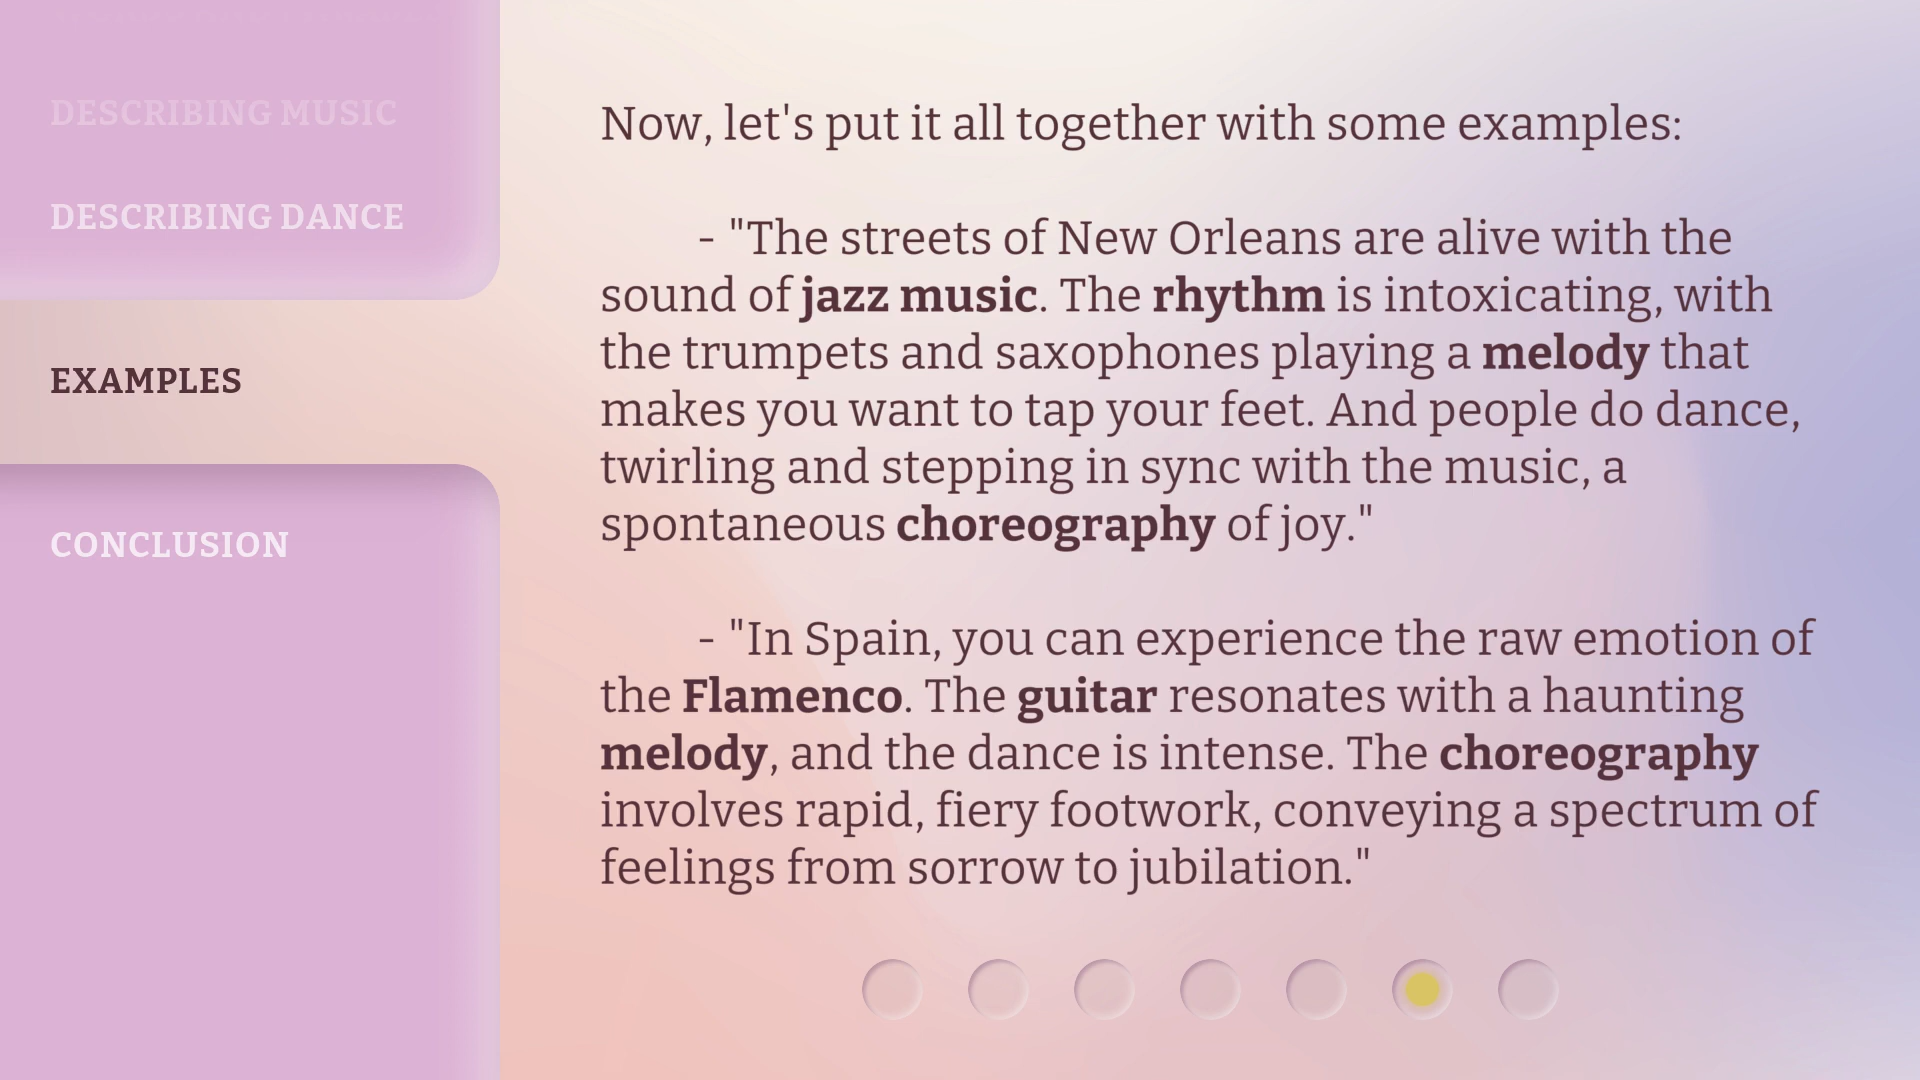 DESCRIBING MUSIC
DESCRIBING DANCE
EXAMPLES
CONCLUSION
Now, let's put it all together with some examples:
- "The streets of New Orleans are alive with the
sound of jazz music. The rhythm is intoxicating, with
the trumpets and saxophones playing a melody that
makes you want to tap your feet. And people do dance,
twirling and stepping in sync with the music, a
spontaneous choreography of joy."
- "In Spain, you can experience the raw emotion of
the Flamenco. The guitar resonates with a haunting
melody, and the dance is intense. The choreography
involves rapid, fiery footwork, conveying a spectrum of
feelings from sorrow to jubilation."